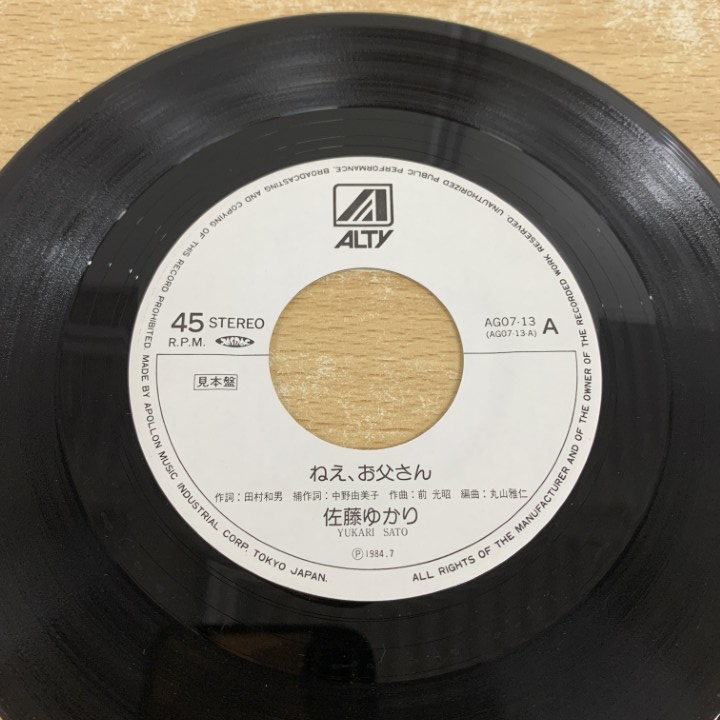 ALTY
45 STEREO
R.P.M.
AG07-13
(AG07-13-A)
A
見本盤
ねえ、お父さん
作詞:田村和男 補作詞:中野由美子 作曲:前 光昭 編曲:丸山雅仁
佐藤ゆかり
YUKARI SATO
Ⓟ1984.7
ALL RIGHTS OF THE MANUFACTURER AND OF THE OWNER OF THE RECORDED WORK RESERVED. UNAUTHORIZED PUBLIC PERFORMANCE, BROADCASTING AND COPYING OF THIS RECORD PROHIBITED. MADE BY APOLLON MUSIC INDUSTRIAL CORP. TOKYO JAPAN.